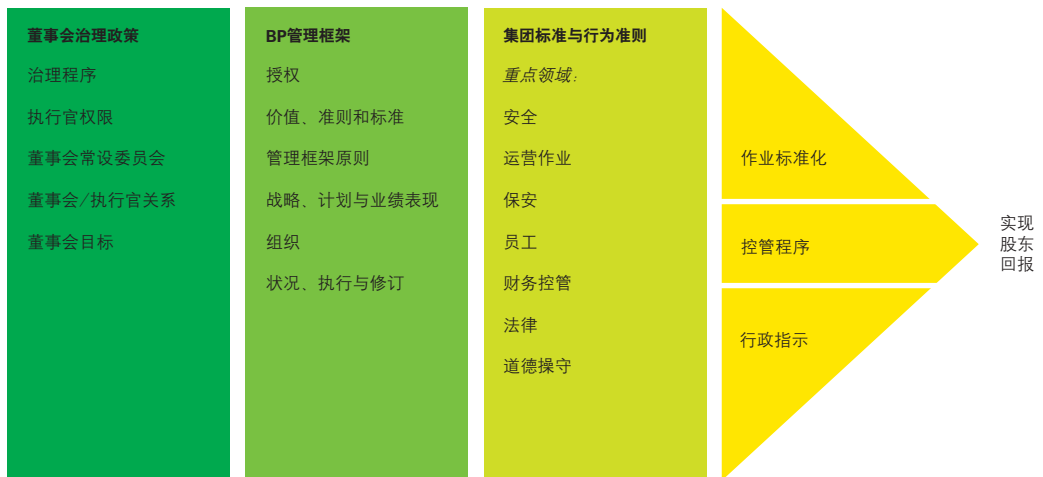 董事会治理政策
治理程序
执行官权限
董事会常设委员会
董事会/执行官关系
董事会目标
BP管理框架
授权
价值、准则和标准
管理框架原则
战略、计划与业绩表现
组织
状况、执行与修订
集团标准与行为准则
重点领域：
安全
运营作业
保安
员工
财务控管
法律
道德操守
作业标准化
控管程序
行政指示
实现
股东
回报